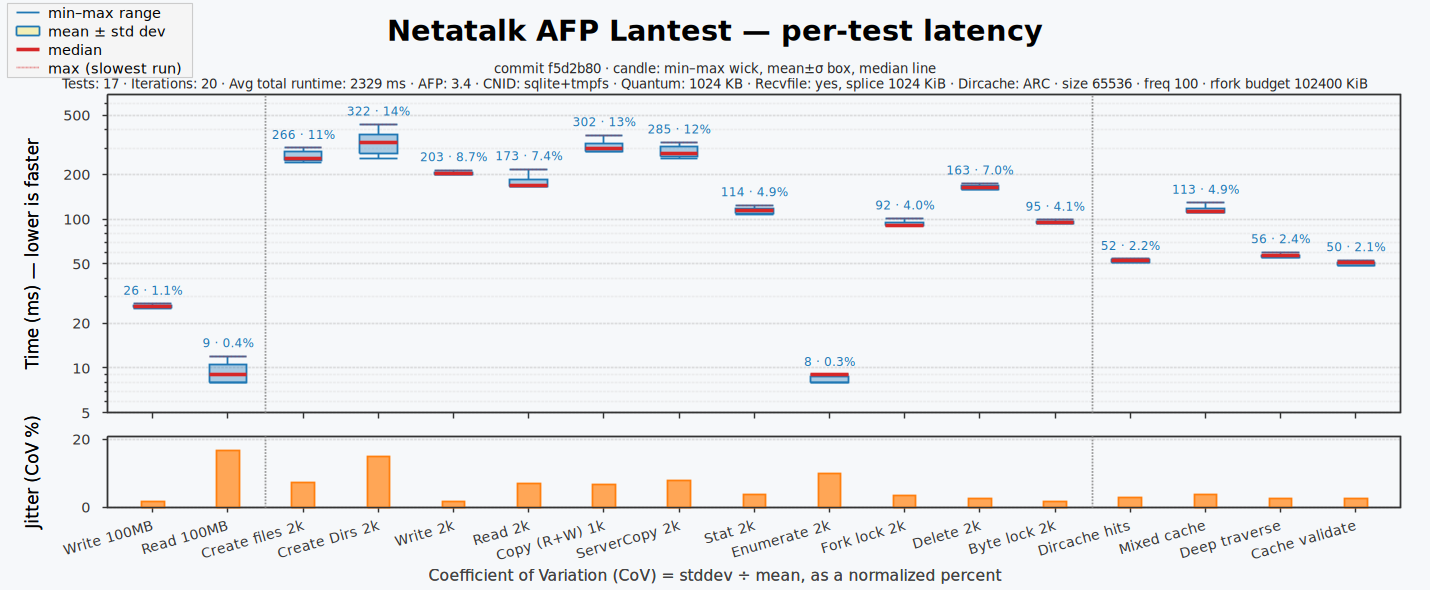 min–max range
mean ± std dev
median
max (slowest run)
Netatalk AFP Lantest — per-test latency
commit f5d2b80 · candle: min–max wick, mean±σ box, median line
Tests: 17 · Iterations: 20 · Avg total runtime: 2329 ms · AFP: 3.4 · CNID: sqlite+tmpfs · Quantum: 1024 KB · Recvfile: yes, splice 1024 KiB · Dircache: ARC · size 65536 · freq 100 · rfork budget 102400 KiB
Time (ms) — lower is faster
500
200
100
50
20
10
5
26 · 1.1%
9 · 0.4%
266 · 11%
322 · 14%
203 · 8.7%
173 · 7.4%
302 · 13%
285 · 12%
114 · 4.9%
8 · 0.3%
92 · 4.0%
163 · 7.0%
95 · 4.1%
52 · 2.2%
113 · 4.9%
56 · 2.4%
50 · 2.1%
Jitter (CoV %)
20
0
Write 100MB
Read 100MB
Create files 2k
Create Dirs 2k
Write 2k
Read 2k
Copy (R+W) 1k
ServerCopy 2k
Stat 2k
Enumerate 2k
Fork lock 2k
Delete 2k
Byte lock 2k
Dircache hits
Mixed cache
Deep traverse
Cache validate
Coefficient of Variation (CoV) = stddev ÷ mean, as a normalized percent